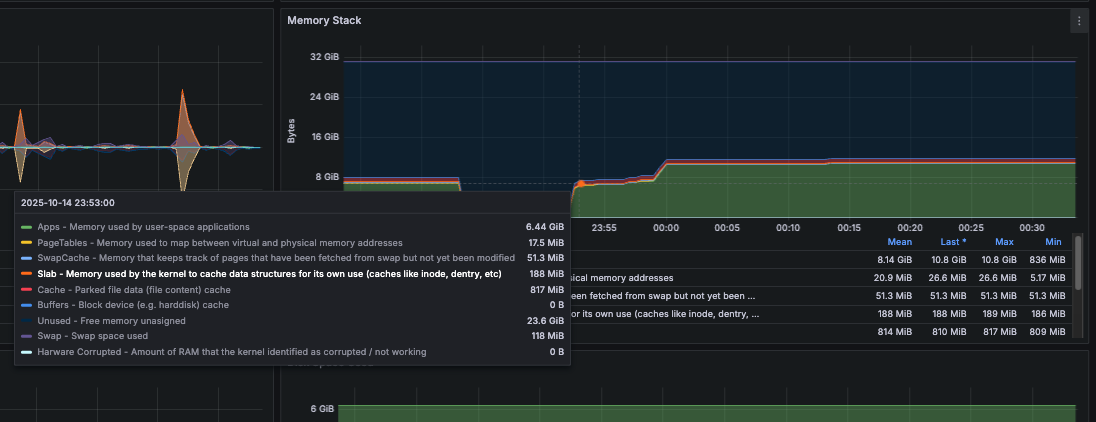 Memory Stack
32 GiB
24 GiB
16 GiB
8 GiB
Bytes
23:55 00:00 00:05 00:10 00:15 00:20 00:25 00:30
2025-10-14 23:53:00
Apps - Memory used by user-space applications 6.44 GiB
PageTables - Memory used to map between virtual and physical memory addresses 17.5 MiB
SwapCache - Memory that keeps track of pages that have been fetched from swap but not yet been modified 51.3 MiB
Slab - Memory used by the kernel to cache data structures for its own use (caches like inode, dentry, etc) 188 MiB
Cache - Parked file data (file content) cache 817 MiB
Buffers - Block device (e.g. harddisk) cache 0 B
Unused - Free memory unasigned 23.6 GiB
Swap - Swap space used 118 MiB
Harware Corrupted - Amount of RAM that the kernel identified as corrupted / not working 0 B
Mean Last * Max Min
8.14 GiB 10.8 GiB 10.8 GiB 836 MiB
sical memory addresses 20.9 MiB 26.6 MiB 26.6 MiB 5.17 MiB
een fetched from swap but not yet been ... 51.3 MiB 51.3 MiB 51.3 MiB 51.3 MiB
or its own use (caches like inode, dentry, ... 188 MiB 188 MiB 189 MiB 186 MiB
814 MiB 810 MiB 817 MiB 809 MiB
6 GiB